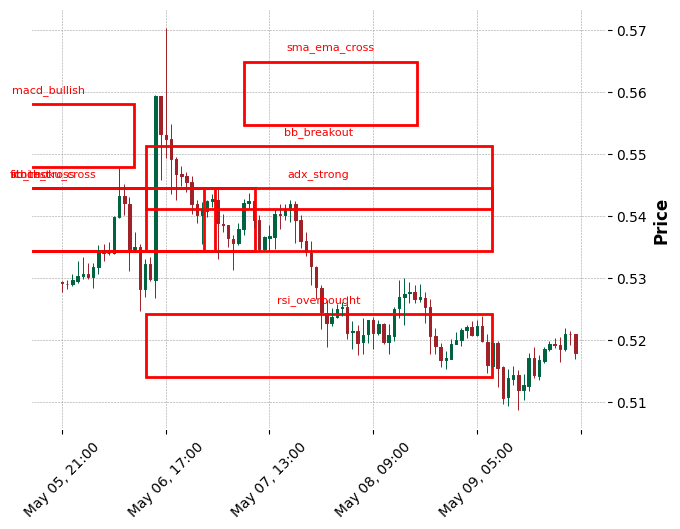 0.57
sma_ema_cross
0.56
macd_bullish
bb_breakout
0.55
adx_strong
0.54
Price
0.53
rsi_overbought
0.52
0.51
May 05, 21:00
May 06, 17:00
May 07, 13:00
May 08, 09:00
May 09, 05:00